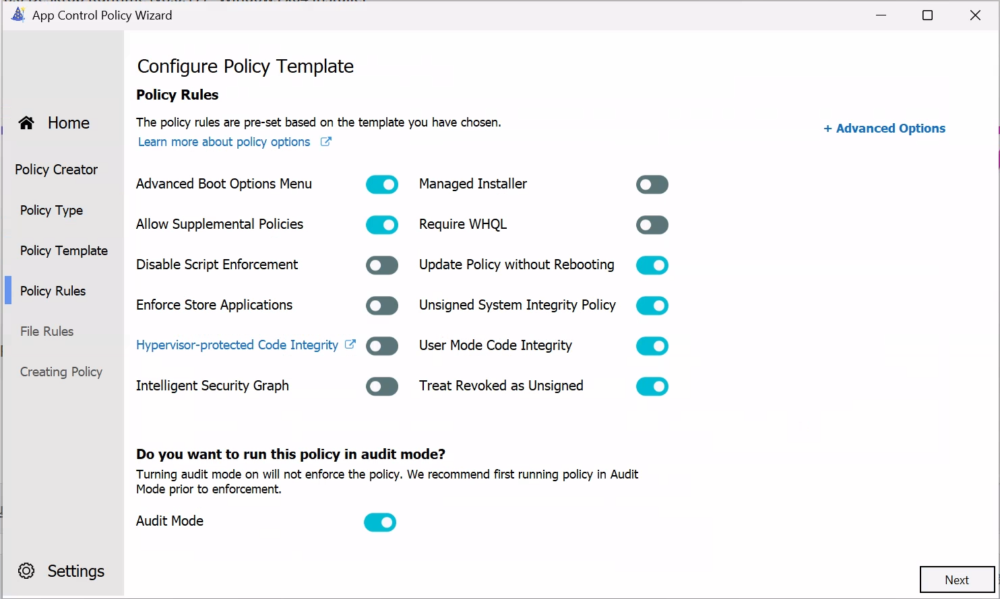 App Control Policy Wizard
Home
Policy Creator
Policy Type
Policy Template
Policy Rules
File Rules
Creating Policy
Settings
Configure Policy Template
Policy Rules
The policy rules are pre-set based on the template you have chosen.
Learn more about policy options
+ Advanced Options
Advanced Boot Options Menu
Managed Installer
Allow Supplemental Policies
Require WHQL
Disable Script Enforcement
Update Policy without Rebooting
Enforce Store Applications
Unsigned System Integrity Policy
Hypervisor-protected Code Integrity
User Mode Code Integrity
Intelligent Security Graph
Treat Revoked as Unsigned
Do you want to run this policy in audit mode?
Turning audit mode on will not enforce the policy. We recommend first running policy in Audit
Mode prior to enforcement.
Audit Mode
Next